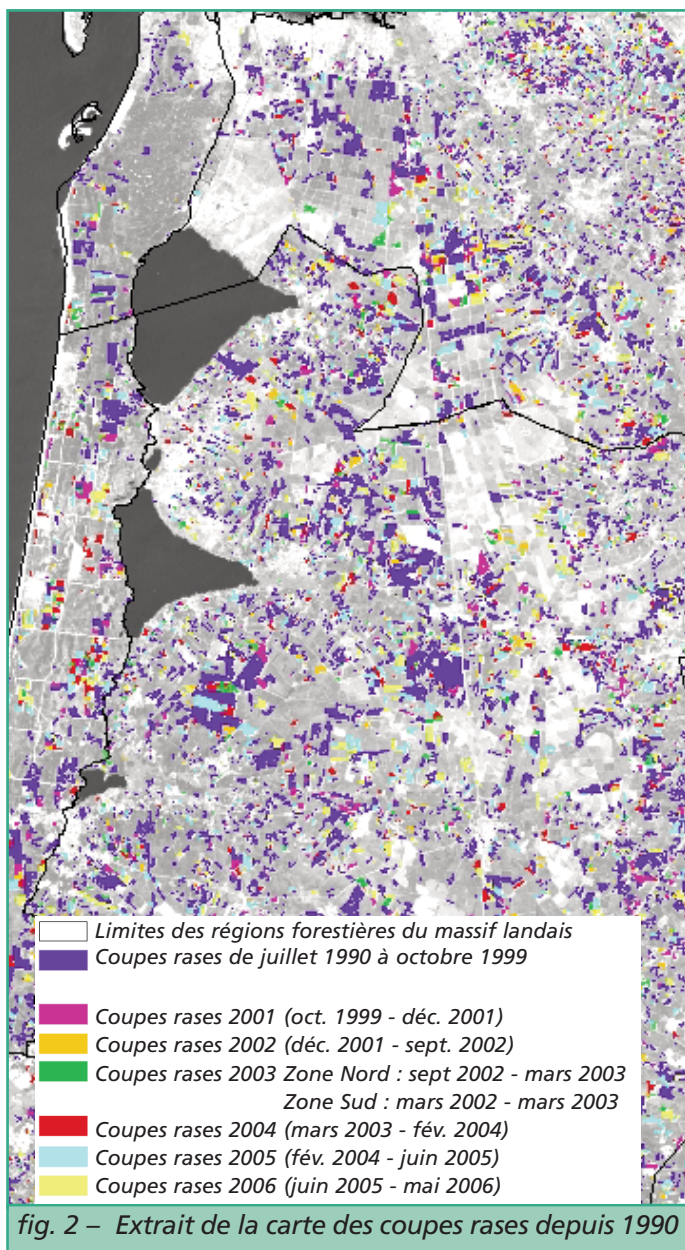 Limites des régions forestières du massif landais
Coupes rases de juillet 1990 à octobre 1999
Coupes rases 2001 (oct. 1999 - déc. 2001)
Coupes rases 2002 (déc. 2001 - sept. 2002)
Coupes rases 2003 Zone Nord : sept 2002 - mars 2003
Zone Sud : mars 2002 - mars 2003
Coupes rases 2004 (mars 2003 - fév. 2004)
Coupes rases 2005 (fév. 2004 - juin 2005)
Coupes rases 2006 (juin 2005 - mai 2006)
fig. 2 – Extrait de la carte des coupes rases depuis 1990